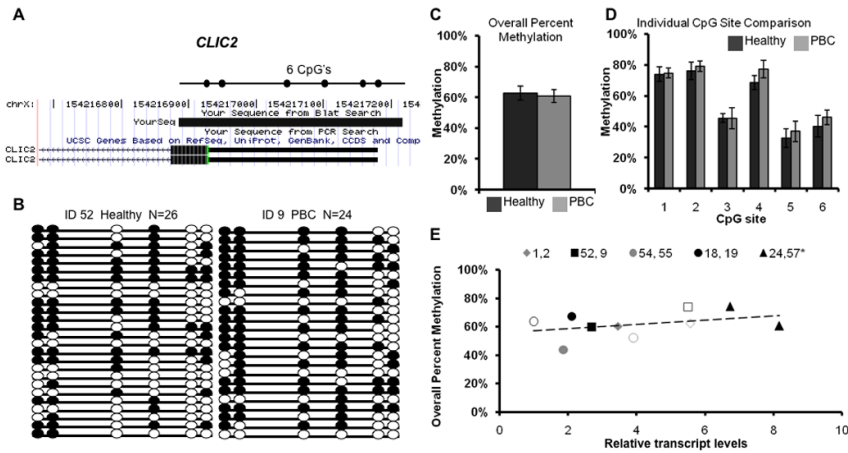 A
CLIC2
6 CpG's
chrX: 154216800| 154216900| 154217000| 154217100| 154217200| 154
Your Sequence from Blat Search
YourSeq
Your Sequence from PCR Search
UCSC Genes Based on RefSeq, UniProt, GenBank, CCDS and Comp
CLIC2
CLIC2
B
ID 52 Healthy N=26
ID 9 PBC N=24
C
Overall Percent
Methylation
Methylation
100%
80%
60%
40%
20%
0%
Healthy PBC
D
Individual CpG Site Comparison
Healthy PBC
Methylation
100%
80%
60%
40%
20%
0%
1 2 3 4 5 6
CpG site
E
1,2 52, 9 54, 55 18, 19 24,57*
Overall Percent Methylation
100%
80%
60%
40%
20%
0%
0 2 4 6 8 10
Relative transcript levels